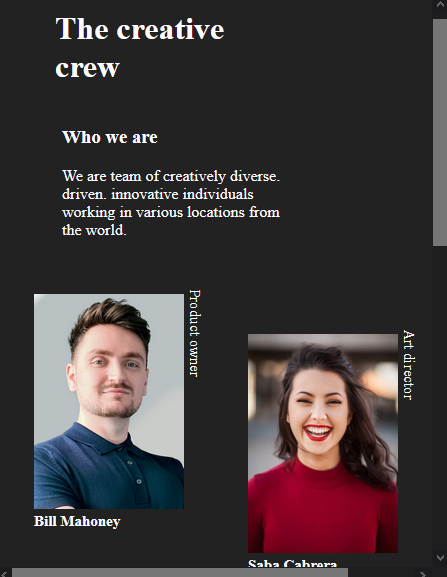 The creative
crew
Who we are
We are team of creatively diverse.
driven. innovative individuals
working in various locations from
the world.
Product owner
Art director
Bill Mahoney
Saba Cabrera